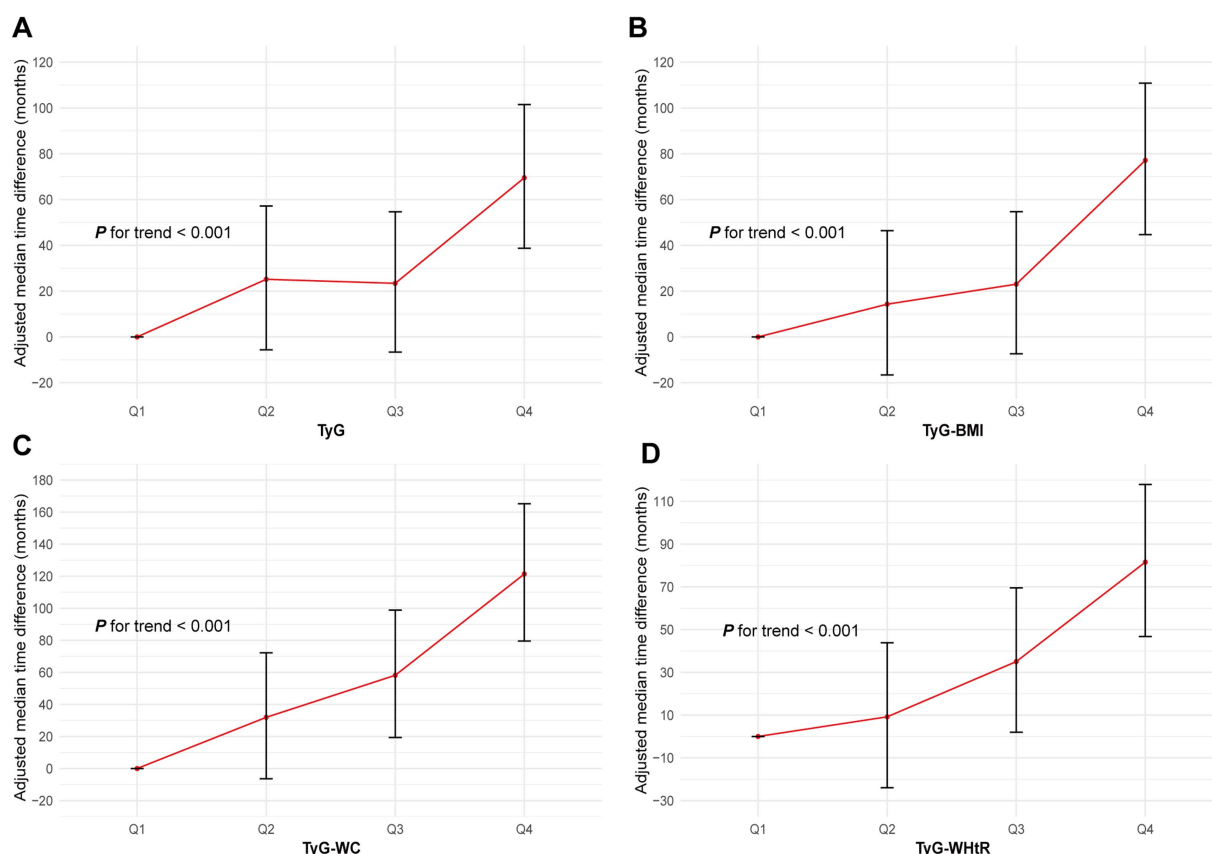 A
Adjusted median time difference (months)
120
100
80
60
40
20
0
−20
P for trend < 0.001
Q1 Q2 Q3 Q4
TyG
B
Adjusted median time difference (months)
120
100
80
60
40
20
0
−20
P for trend < 0.001
Q1 Q2 Q3 Q4
TyG-BMI
C
Adjusted median time difference (months)
180
160
140
120
100
80
60
40
20
0
−20
P for trend < 0.001
Q1 Q2 Q3 Q4
TyG-WC
D
Adjusted median time difference (months)
110
90
70
50
30
10
−10
−30
P for trend < 0.001
Q1 Q2 Q3 Q4
TyG-WHtR